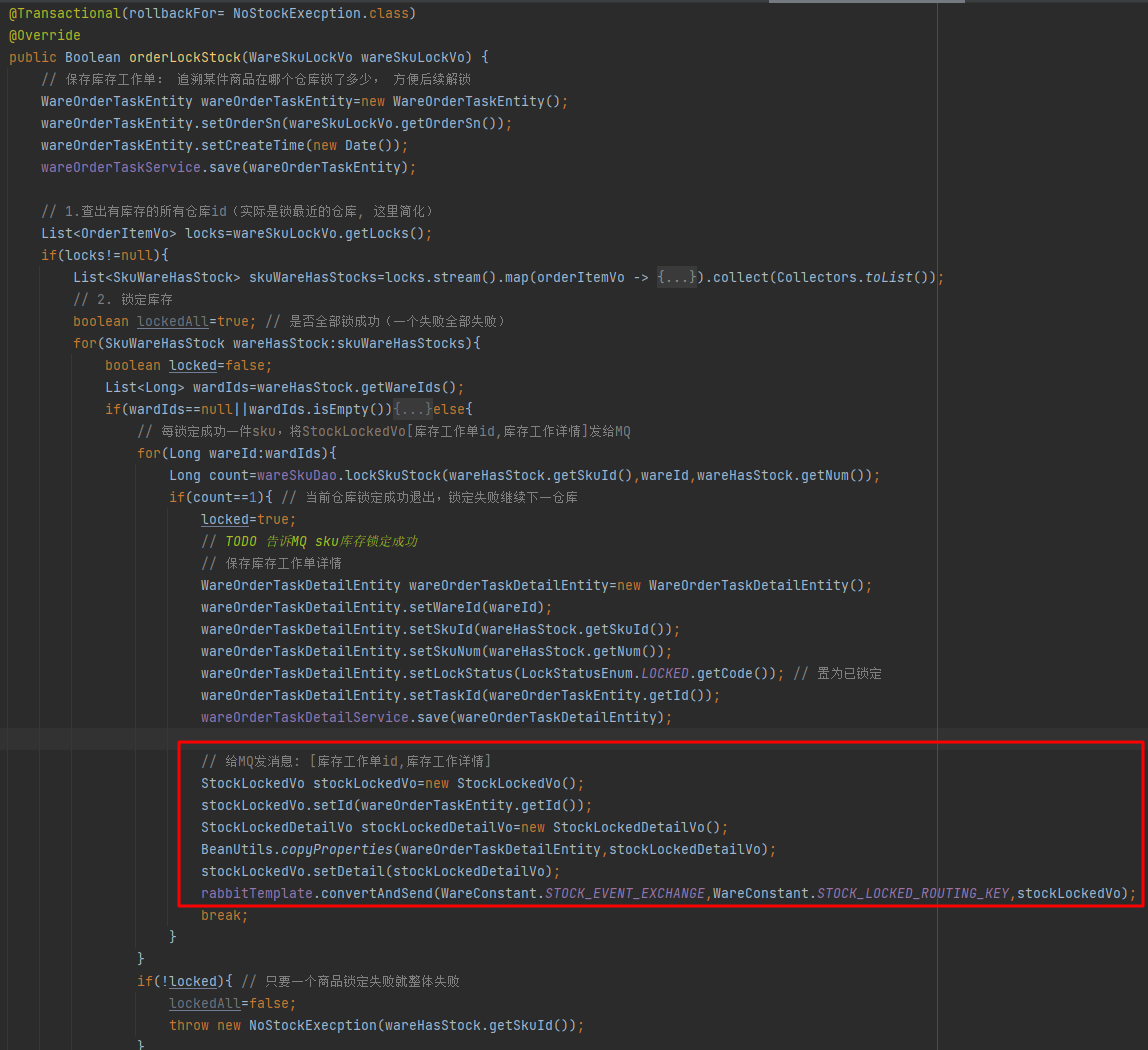 @Transactional(rollbackFor= NoStockExecption.class)
@Override
public Boolean orderLockStock(WareSkuLockVo wareSkuLockVo) {
// 保存库存工作单: 追溯某件商品在哪个仓库锁了多少, 方便后续解锁
WareOrderTaskEntity wareOrderTaskEntity=new WareOrderTaskEntity();
wareOrderTaskEntity.setOrderSn(wareSkuLockVo.getOrderSn());
wareOrderTaskEntity.setCreateTime(new Date());
wareOrderTaskService.save(wareOrderTaskEntity);
// 1.查出有库存的所有仓库id（实际是锁最近的仓库, 这里简化）
List<OrderItemVo> locks=wareSkuLockVo.getLocks();
if(locks!=null){
List<SkuWareHasStock> skuWareHasStocks=locks.stream().map(orderItemVo -> {...}).collect(Collectors.toList());
// 2. 锁定库存
boolean lockedAll=true; // 是否全部锁成功（一个失败全部失败）
for(SkuWareHasStock wareHasStock:skuWareHasStocks){
boolean locked=false;
List<Long> wardIds=wareHasStock.getWareIds();
if(wardIds==null||wardIds.isEmpty()){...}else{
// 每锁定成功一件sku，将StockLockedVo[库存工作单id,库存工作详情]发给MQ
for(Long wareId:wardIds){
Long count=wareSkuDao.lockSkuStock(wareHasStock.getSkuId(),wareId,wareHasStock.getNum());
if(count==1){ // 当前仓库锁定成功退出，锁定失败继续下一仓库
locked=true;
// TODO 告诉MQ sku库存锁定成功
// 保存库存工作单详情
WareOrderTaskDetailEntity wareOrderTaskDetailEntity=new WareOrderTaskDetailEntity();
wareOrderTaskDetailEntity.setWareId(wareId);
wareOrderTaskDetailEntity.setSkuId(wareHasStock.getSkuId());
wareOrderTaskDetailEntity.setSkuNum(wareHasStock.getNum());
wareOrderTaskDetailEntity.setLockStatus(LockStatusEnum.LOCKED.getCode()); // 置为已锁定
wareOrderTaskDetailEntity.setTaskId(wareOrderTaskEntity.getId());
wareOrderTaskDetailService.save(wareOrderTaskDetailEntity);
// 给MQ发消息: [库存工作单id,库存工作详情]
StockLockedVo stockLockedVo=new StockLockedVo();
stockLockedVo.setId(wareOrderTaskEntity.getId());
StockLockedDetailVo stockLockedDetailVo=new StockLockedDetailVo();
BeanUtils.copyProperties(wareOrderTaskDetailEntity,stockLockedDetailVo);
stockLockedVo.setDetail(stockLockedDetailVo);
rabbitTemplate.convertAndSend(WareConstant.STOCK_EVENT_EXCHANGE,WareConstant.STOCK_LOCKED_ROUTING_KEY,stockLockedVo);
break;
}
}
if(!locked){ // 只要一个商品锁定失败就整体失败
lockedAll=false;
throw new NoStockExecption(wareHasStock.getSkuId());
}